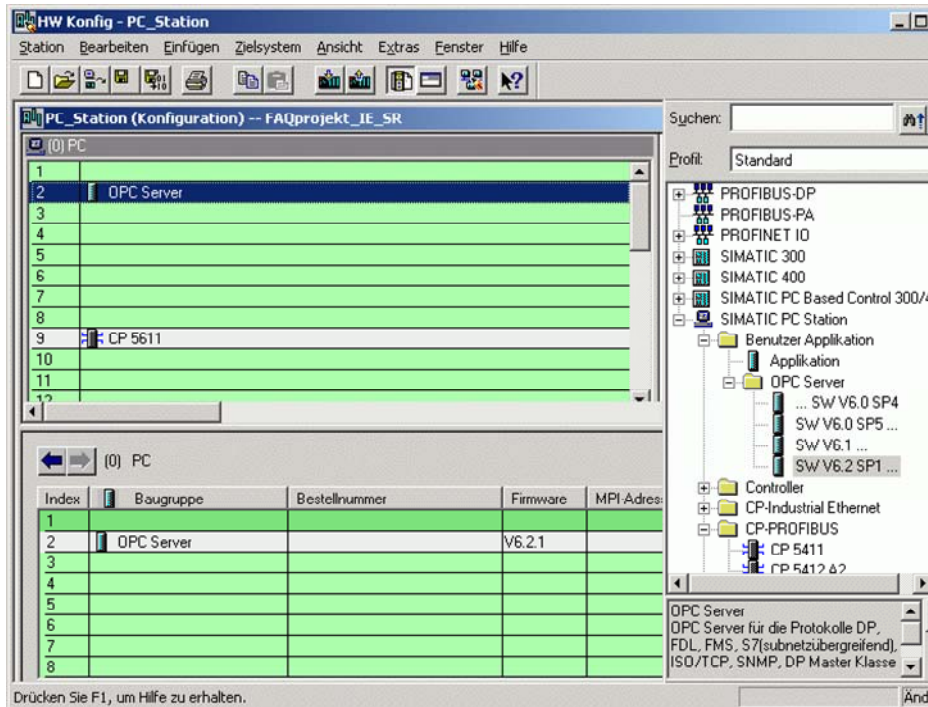 HW Konfig - PC_Station
Station Bearbeiten Einfügen Zielsystem Ansicht Extras Fenster Hilfe
PC_Station (Konfiguration) -- FAQprojekt_IE_SR
(0) PC
1
2 OPC Server
3
4
5
6
7
8
9 CP 5611
10
11
12
Suchen:
Profil: Standard
PROFIBUS-DP
PROFIBUS-PA
PROFINET IO
SIMATIC 300
SIMATIC 400
SIMATIC PC Based Control 300/4
SIMATIC PC Station
Benutzer Applikation
Applikation
OPC Server
... SW V6.0 SP4
SW V6.0 SP5 ...
SW V6.1 ...
SW V6.2 SP1 ...
Controller
CP-Industrial Ethernet
CP-PROFIBUS
CP 5411
CP 5412 A2
(0) PC
Index Baugruppe Bestellnummer Firmware MPI-Adres
1
2 OPC Server V6.2.1
3
4
5
6
7
8
OPC Server
OPC Server für die Protokolle DP,
FDL, FMS, S7(subnetzübergreifend),
ISO/TCP, SNMP, DP Master Klasse
Drücken Sie F1, um Hilfe zu erhalten.
Änd